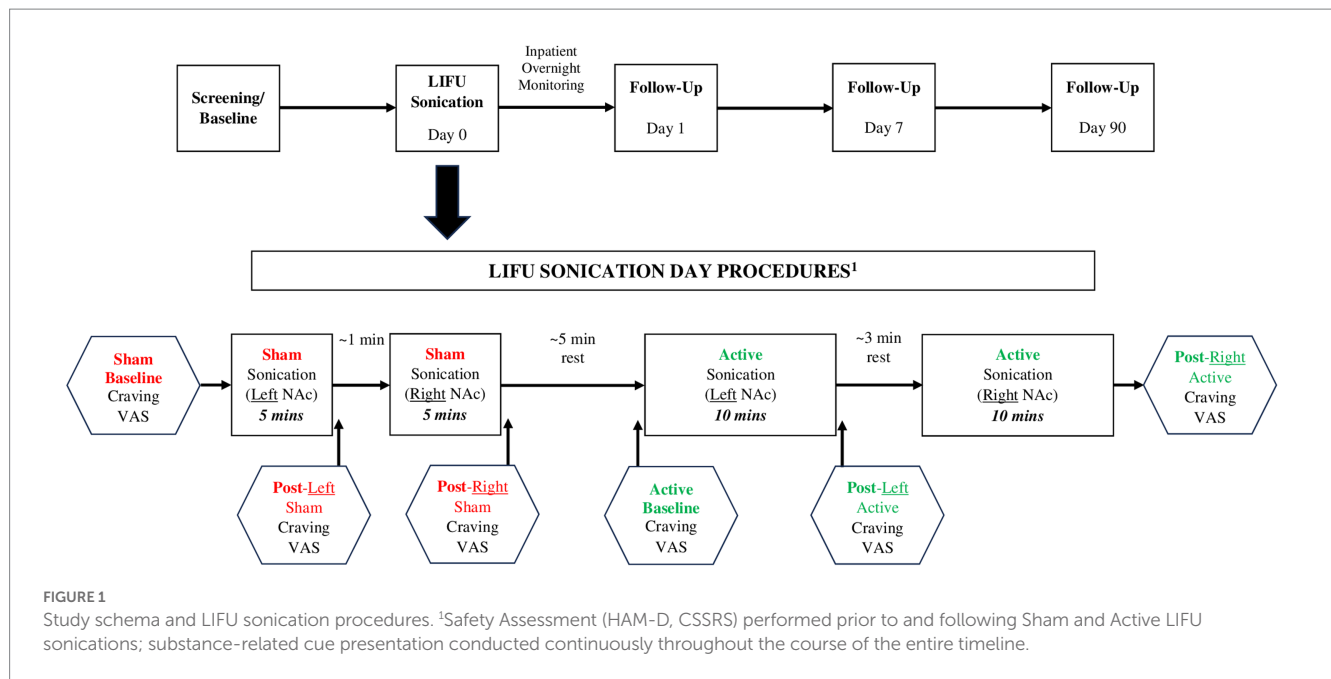 Screening/
Baseline
LIFU
Sonication
Day 0
Inpatient
Overnight
Monitoring
Follow-Up
Day 1
Follow-Up
Day 7
Follow-Up
Day 90
LIFU SONICATION DAY PROCEDURES¹
Sham
Baseline
Craving
VAS
Sham
Sonication
(Left NAc)
5 mins
~1 min
Sham
Sonication
(Right NAc)
5 mins
~5 min
rest
Active
Sonication
(Left NAc)
10 mins
~3 min
rest
Active
Sonication
(Right NAc)
10 mins
Post-Right
Active
Craving
VAS
Post-Left
Sham
Craving
VAS
Post-Right
Sham
Craving
VAS
Active
Baseline
Craving
VAS
Post-Left
Active
Craving
VAS
FIGURE 1
Study schema and LIFU sonication procedures. ¹Safety Assessment (HAM-D, CSSRS) performed prior to and following Sham and Active LIFU
sonications; substance-related cue presentation conducted continuously throughout the course of the entire timeline.